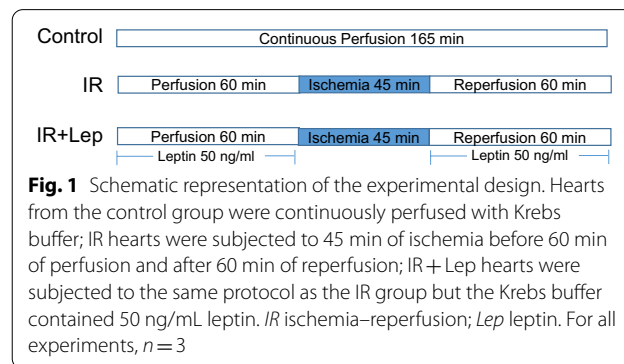 Control
Continuous Perfusion 165 min
IR
Perfusion 60 min Ischemia 45 min Reperfusion 60 min
IR+Lep
Perfusion 60 min Ischemia 45 min Reperfusion 60 min
Leptin 50 ng/ml Leptin 50 ng/ml
Fig. 1 Schematic representation of the experimental design. Hearts
from the control group were continuously perfused with Krebs
buffer; IR hearts were subjected to 45 min of ischemia before 60 min
of perfusion and after 60 min of reperfusion; IR + Lep hearts were
subjected to the same protocol as the IR group but the Krebs buffer
contained 50 ng/mL leptin. IR ischemia–reperfusion; Lep leptin. For all
experiments, n = 3